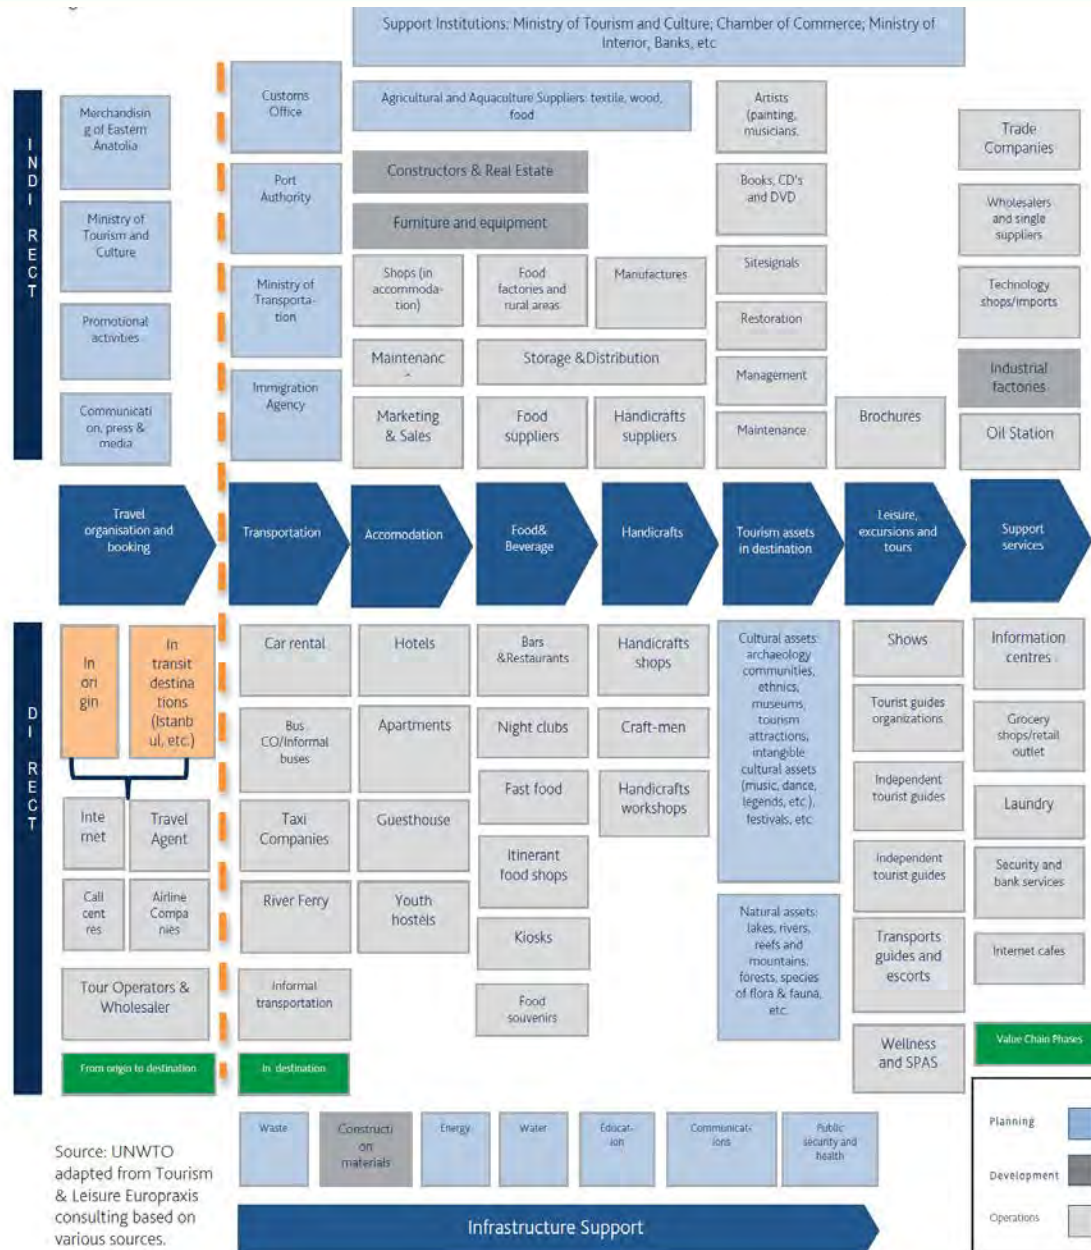 Support Institutions: Ministry of Tourism and Culture; Chamber of Commerce; Ministry of
Interior, Banks, etc
INDI RECT
Merchandisin
g of Eastern
Anatolia
Ministry of
Tourism and
Culture
Promotional
activities
Communicati
on, press &
media
Customs
Office
Port
Authority
Ministry of
Transporta-
tion
Immigration
Agency
Agricultural and Aquaculture Suppliers: textile, wood,
food
Constructors & Real Estate
Furniture and equipment
Shops (in
accommoda-
tion)
Food
factories and
rural areas
Manufactures
Maintenanc
Storage &Distribution
Marketing
& Sales
Food
suppliers
Handicrafts
suppliers
Artists
(painting,
musicians,
Books, CD's
and DVD
Sitesignals
Restoration
Management
Maintenance
Brochures
Trade
Companies
Wholesalers
and single
suppliers
Technology
shops/imports
Industrial
factories
Oil Station
Travel
organisation and
booking
Transportation
Accomodation
Food&
Beverage
Handicrafts
Tourism assets
in destination
Leisure,
excursions and
tours
Support
services
DI RECT
In
ori
gin
In
transit
destina
tions
(Istanb
ul, etc.)
Inte
rnet
Travel
Agent
Call
cent
res
Airline
Compa
nies
Tour Operators &
Wholesaler
From origin to destination
Car rental
Bus
CO/Informal
buses
Taxi
Companies
River Ferry
Informal
transportation
In destination
Hotels
Apartments
Guesthouse
Youth
hostels
Bars
&Restaurants
Night clubs
Fast food
Itinerant
food shops
Kiosks
Food
souvenirs
Handicrafts
shops
Craft-men
Handicrafts
workshops
Cultural assets:
archaeology
communities,
ethnics,
museums,
tourism
attractions,
intangible
cultural assets
(music, dance,
legends, etc.),
festivals, etc
Natural assets:
lakes, rivers,
reefs and
mountains,
forests, species
of flora & fauna,
etc.
Shows
Tourist guides
organizations
Independent
tourist guides
Independent
tourist guides
Transports
guides and
escorts
Wellness
and SPAS
Information
centres
Grocery
shops/retail
outlet
Laundry
Security and
bank services
Internet cafes
Value Chain Phases
Planning
Development
Operations
Waste
Constructi
on
materials
Energy
Water
Educat-
ion
Communicat-
ions
Public
security and
health
Infrastructure Support
Source: UNWTO
adapted from Tourism
& Leisure Europraxis
consulting based on
various sources.